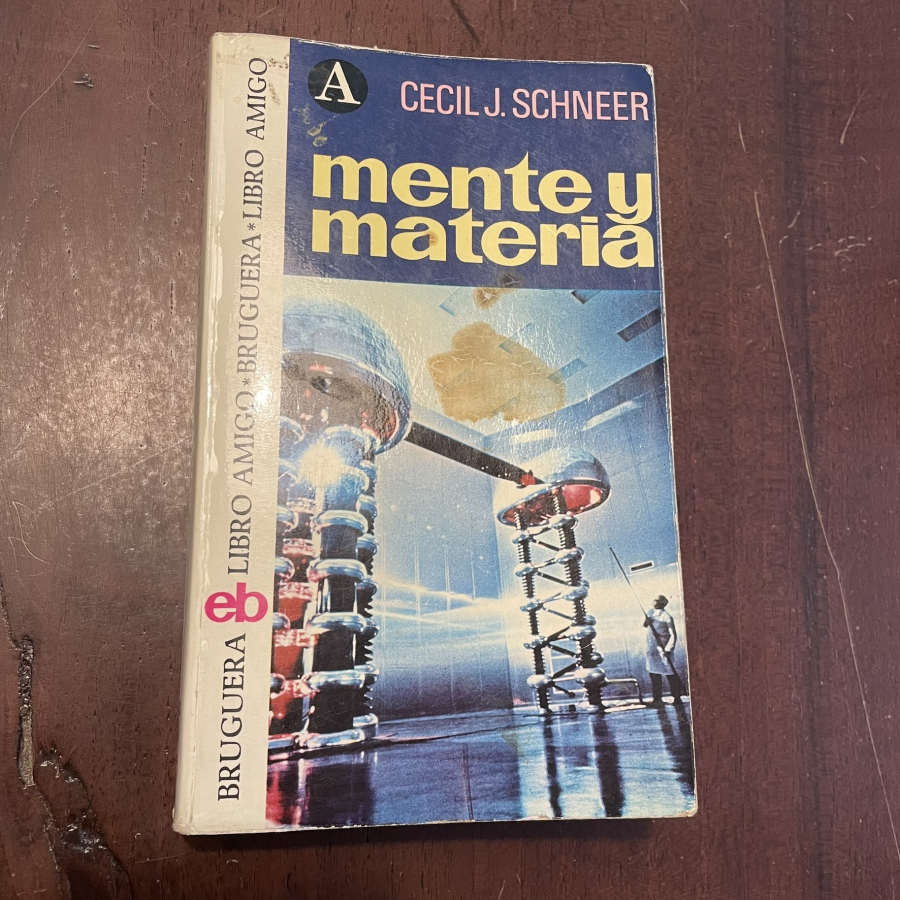 A
CECIL J. SCHNEER
mente y
materia
BRUGUERA eb LIBRO AMIGO * BRUGUERA * LIBRO AMIGO